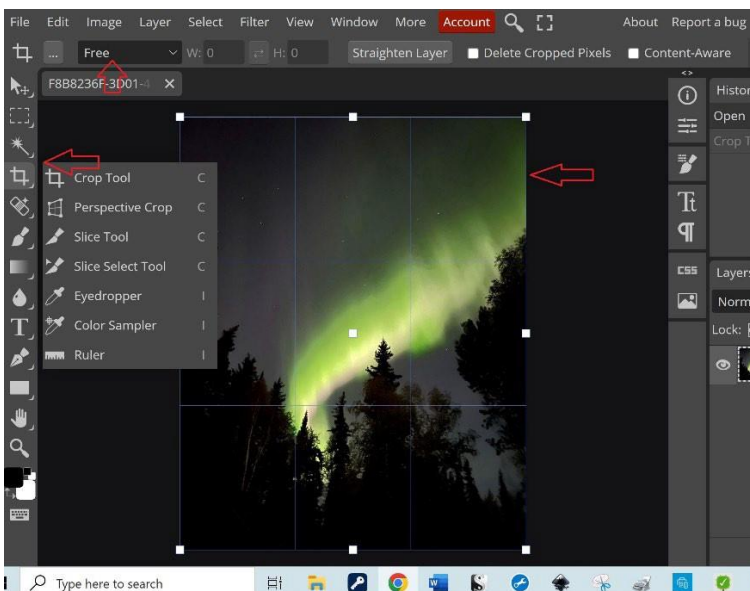 File Edit Image Layer Select Filter View Window More Account About Report a bug
... Free W: 0 H: 0 Straighten Layer Delete Cropped Pixels Content-Aware
F8B8236F-3D01-4 X
< >
Histor
Open
Crop T
Crop Tool C
Perspective Crop C
Slice Tool C
Slice Select Tool C
Eyedropper I
Color Sampler I
Ruler I
T
Tt
¶
CSS
Layers
Norm
Lock:
Type here to search
W
S